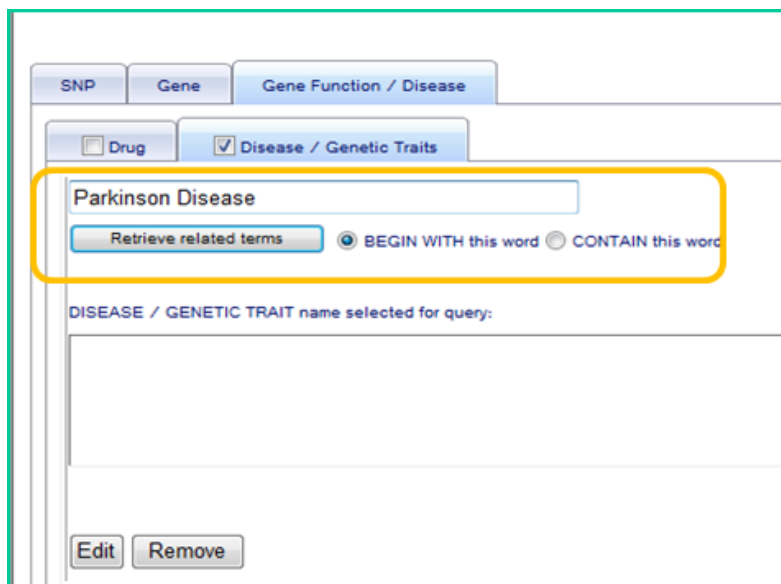 SNP Gene Gene Function / Disease
Drug Disease / Genetic Traits
Parkinson Disease
Retrieve related terms BEGIN WITH this word CONTAIN this word
DISEASE / GENETIC TRAIT name selected for query:
Edit Remove